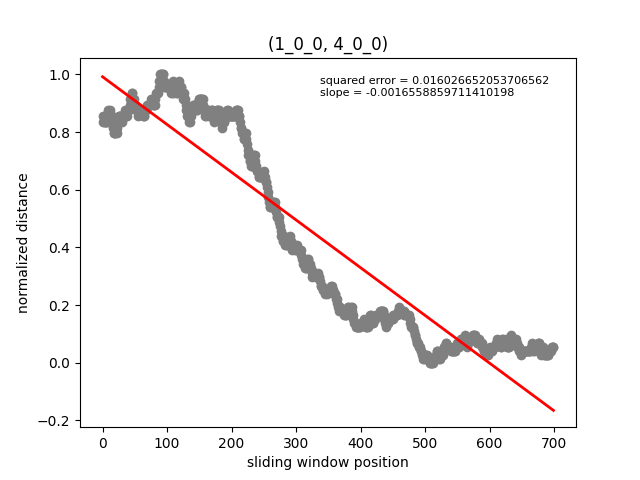 (1_0_0, 4_0_0)
squared error = 0.016026652053706562
slope = -0.0016558859711410198
1.0
0.8
0.6
0.4
0.2
0.0
−0.2
normalized distance
0 100 200 300 400 500 600 700
sliding window position